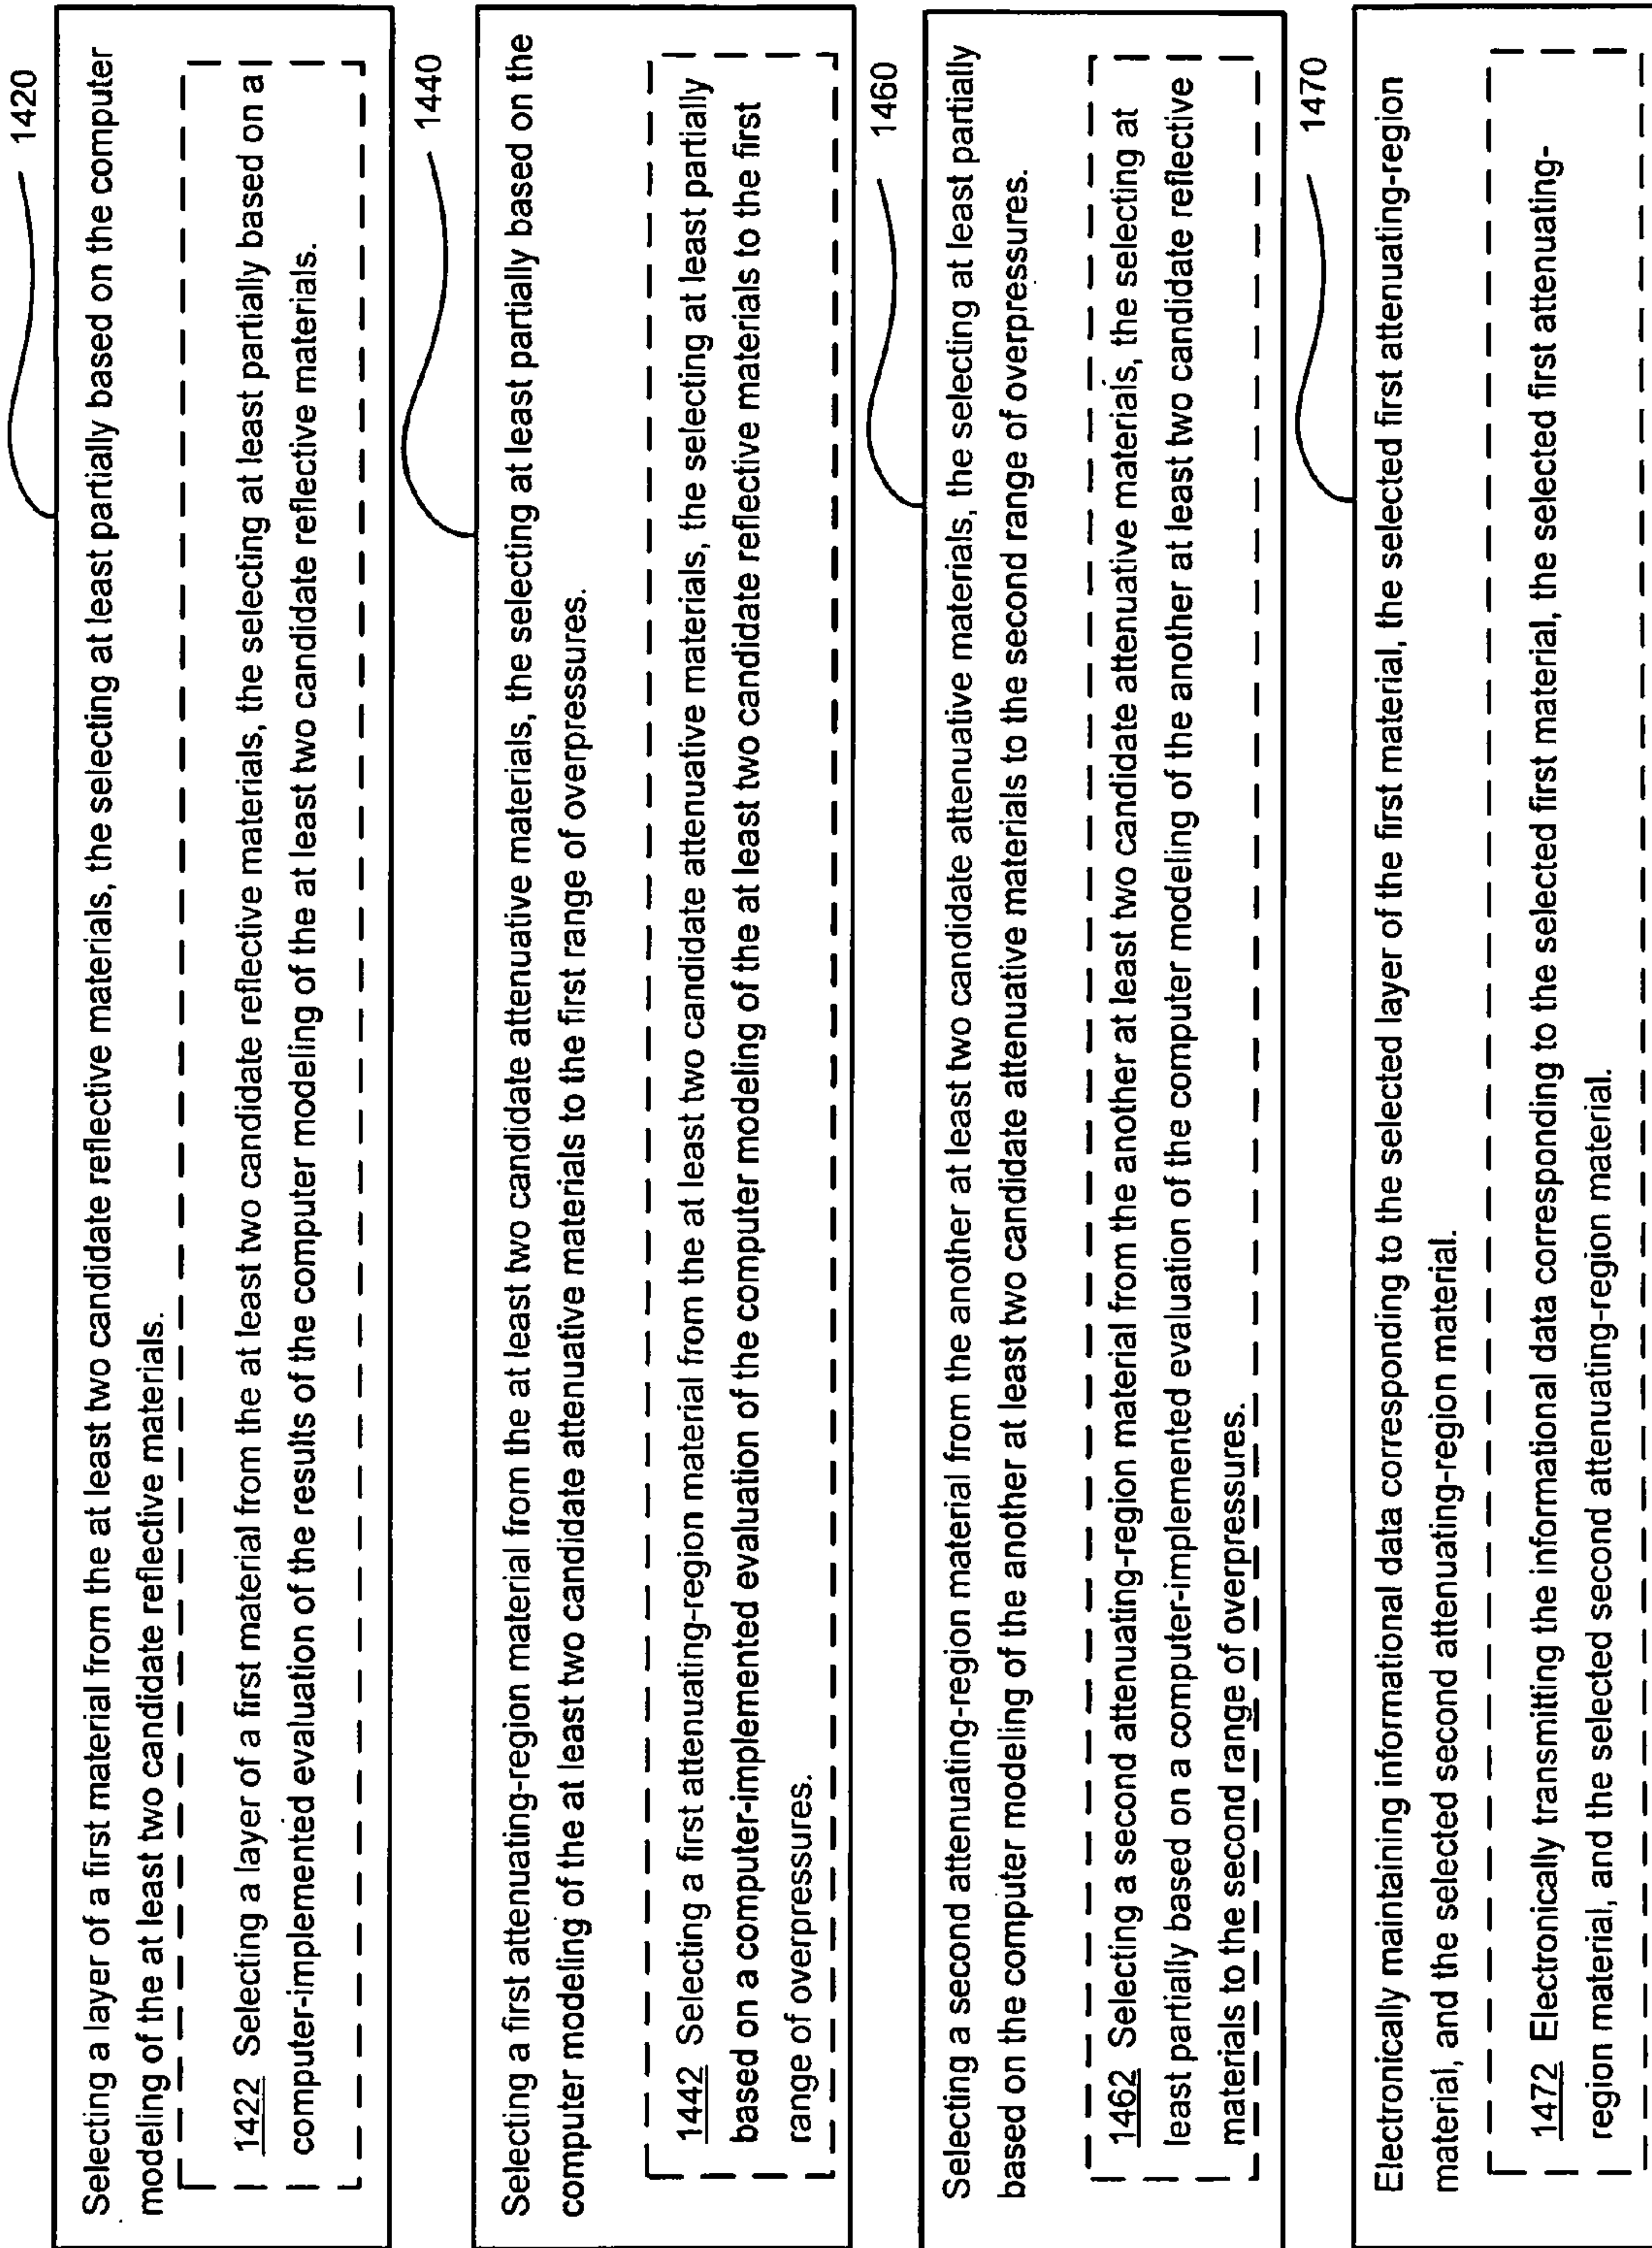 1420
Selecting a layer of a first material from the at least two candidate reflective materials, the selecting at least partially based on the computer
modeling of the at least two candidate reflective materials.
1422 Selecting a layer of a first material from the at least two candidate reflective materials, the selecting at least partially based on a
computer-implemented evaluation of the results of the computer modeling of the at least two candidate reflective materials.
1440
Selecting a first attenuating-region material from the at least two candidate attenuative materials, the selecting at least partially based on the
computer modeling of the at least two candidate attenuative materials to the first range of overpressures.
1442 Selecting a first attenuating-region material from the at least two candidate attenuative materials, the selecting at least partially
based on a computer-implemented evaluation of the computer modeling of the at least two candidate reflective materials to the first
range of overpressures.
1460
Selecting a second attenuating-region material from the another at least two candidate attenuative materials, the selecting at least partially
based on the computer modeling of the another at least two candidate attenuative materials to the second range of overpressures.
1462 Selecting a second attenuating-region material from the another at least two candidate attenuative materials, the selecting at
least partially based on a computer-implemented evaluation of the computer modeling of the another at least two candidate reflective
materials to the second range of overpressures.
1470
Electronically maintaining informational data corresponding to the selected layer of the first material, the selected first attenuating-region
material, and the selected second attenuating-region material.
1472 Electronically transmitting the informational data corresponding to the selected first material, the selected first attenuating-
region material, and the selected second attenuating-region material.